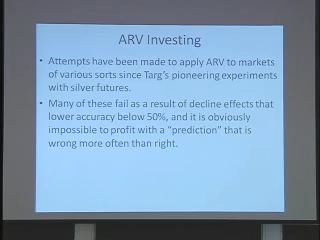 ARV Investing
• Attempts have been made to apply ARV to markets
of various sorts since Targ's pioneering experiments
with silver futures.
• Many of these fail as a result of decline effects that
lower accuracy below 50%, and it is obviously
impossible to profit with a "prediction" that is
wrong more often than right.